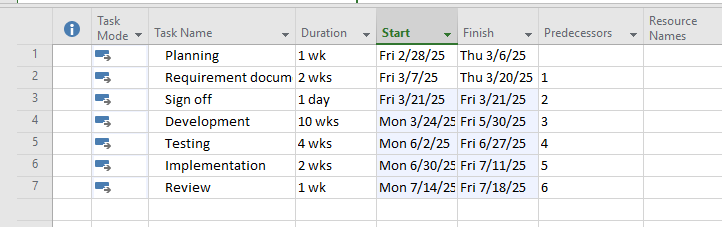 Task Mode Task Name Duration Start Finish Predecessors Resource Names
1 Planning 1 wk Fri 2/28/25 Thu 3/6/25
2 Requirement docum 2 wks Fri 3/7/25 Thu 3/20/25 1
3 Sign off 1 day Fri 3/21/25 Fri 3/21/25 2
4 Development 10 wks Mon 3/24/25 Fri 5/30/25 3
5 Testing 4 wks Mon 6/2/25 Fri 6/27/25 4
6 Implementation 2 wks Mon 6/30/25 Fri 7/11/25 5
7 Review 1 wk Mon 7/14/25 Fri 7/18/25 6